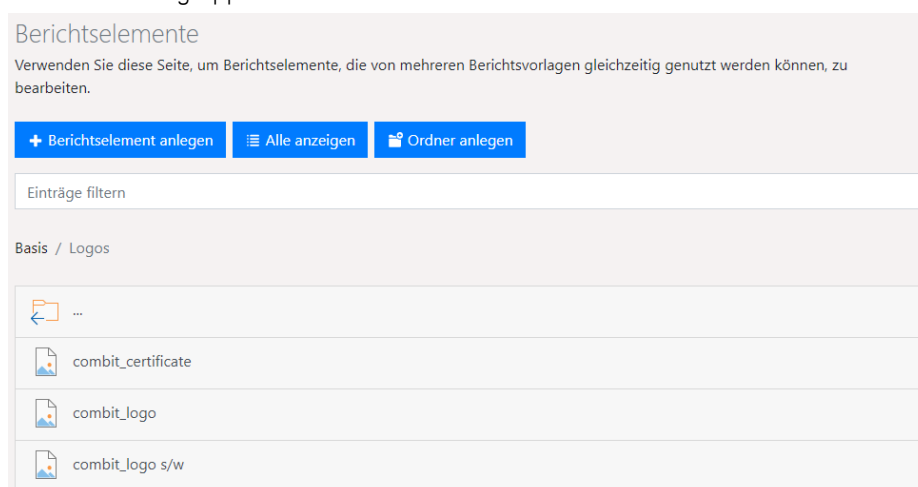 Berichtselemente
Verwenden Sie diese Seite, um Berichtselemente, die von mehreren Berichtsvorlagen gleichzeitig genutzt werden können, zu
bearbeiten.
Berichtselement anlegen Alle anzeigen Ordner anlegen
Einträge filtern
Basis / Logos
...
combit_certificate
combit_logo
combit_logo s/w